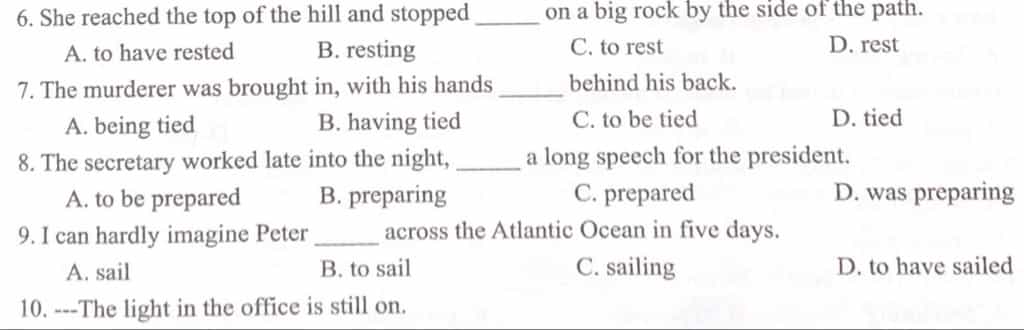 6. She reached the top of the hill and stopped _____ on a big rock by the side of the path.
A. to have rested B. resting C. to rest D. rest
7. The murderer was brought in, with his hands _____ behind his back.
A. being tied B. having tied C. to be tied D. tied
8. The secretary worked late into the night, _____ a long speech for the president.
A. to be prepared B. preparing C. prepared D. was preparing
9. I can hardly imagine Peter _____ across the Atlantic Ocean in five days.
A. sail B. to sail C. sailing D. to have sailed
10. ---The light in the office is still on.